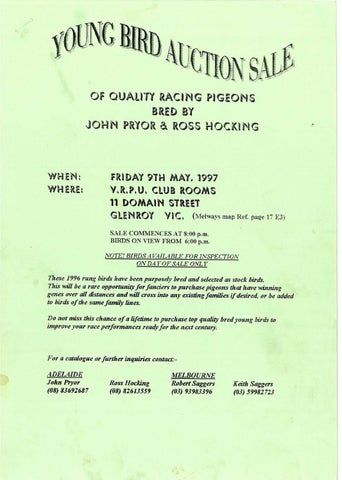 YOUNG BIRD AUCTION SALE
OF QUALITY RACING PIGEONS
BRED BY
JOHN PRYOR & ROSS HOCKING
WHEN: FRIDAY 9TH MAY, 1997
WHERE: V.R.P.U. CLUB ROOMS
11 DOMAIN STREET
GLENROY VIC. (Melways map Ref. page 17 E3)
SALE COMMENCES AT 8:00 p.m.
BIRDS ON VIEW FROM 6:00 p.m.
NOTE! BIRDS AVAILABLE FOR INSPECTION
ON DAY OF SALE ONLY
These 1996 rung birds have been purposely bred and selected as stock birds.
This will be a rare opportunity for fanciers to purchase pigeons that have winning
genes over all distances and will cross into any existing families if desired, or be added
to birds of the same family lines.
Do not miss this chance of a lifetime to purchase top quality bred young birds to
improve your race performances ready for the next century.
For a catalogue or further inquiries contact:-
ADELAIDE MELBOURNE
John Pryor Ross Hocking Robert Saggers Keith Saggers
(08) 83692687 (08) 82613559 (03) 93983396 (03) 59982723